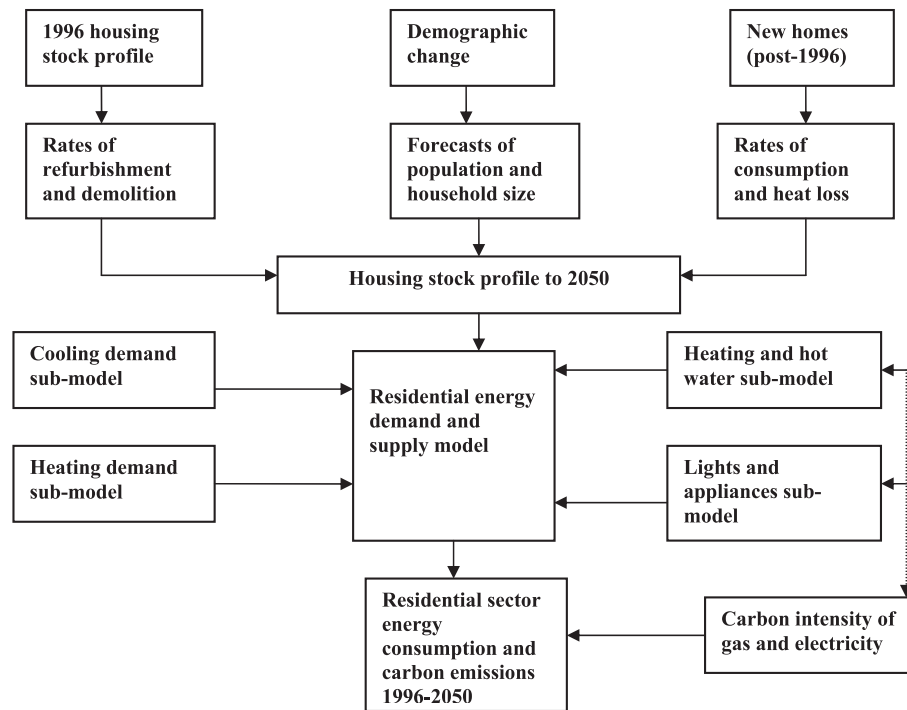 1996 housing
stock profile
Demographic
change
New homes
(post-1996)
Rates of
refurbishment
and demolition
Forecasts of
population and
household size
Rates of
consumption
and heat loss
Housing stock profile to 2050
Cooling demand
sub-model
Residential energy
demand and
supply model
Heating and hot
water sub-model
Heating demand
sub-model
Lights and
appliances sub-
model
Residential sector
energy
consumption and
carbon emissions
1996-2050
Carbon intensity of
gas and electricity